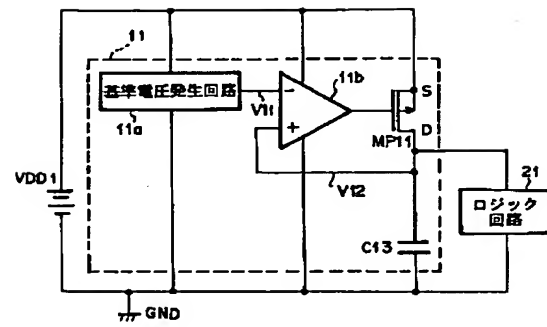 11
基準電圧発生回路
11a
V11
−
+
11b
S
D
MP11
V12
VDD1
C13
21
ロジック
回路
GND